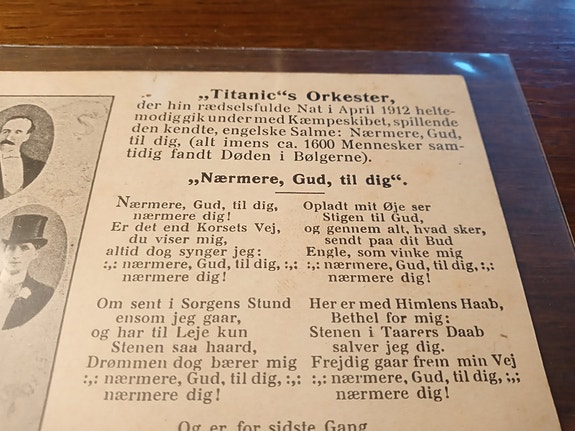 „Titanic“s Orkester,
der hin rædselsfulde Nat i April 1912 helte-
modig gik under med Kæmpeskibet, spillende
den kendte, engelske Salme: Nærmere, Gud,
til dig, (alt imens ca. 1600 Mennesker sam-
tidig fandt Døden i Bølgerne).
„Nærmere, Gud, til dig“.
Nærmere, Gud, til dig,
nærmere dig!
Er det end Korsets Vej,
du viser mig,
altid dog synger jeg:
:,: nærmere, Gud, til dig, :,:
nærmere dig!
Om sent i Sorgens Stund
ensom jeg gaar,
og har til Leje kun
Stenen saa haard,
Drømmen dog bærer mig
:,: nærmere, Gud, til dig, :,:
nærmere dig!
Opladt mit Øje ser
Stigen til Gud,
og gennem alt, hvad sker,
sendt paa dit Bud
Engle, som vinke mig
:,: nærmere, Gud, til dig, :,:
nærmere dig!
Her er med Himlens Haab,
Bethel for mig;
Stenen i Taarers Daab
salver jeg dig.
Frejdig gaar frem min Vej
:,: nærmere, Gud, til dig, :,;
nærmere dig!
Og er for sidste Gang